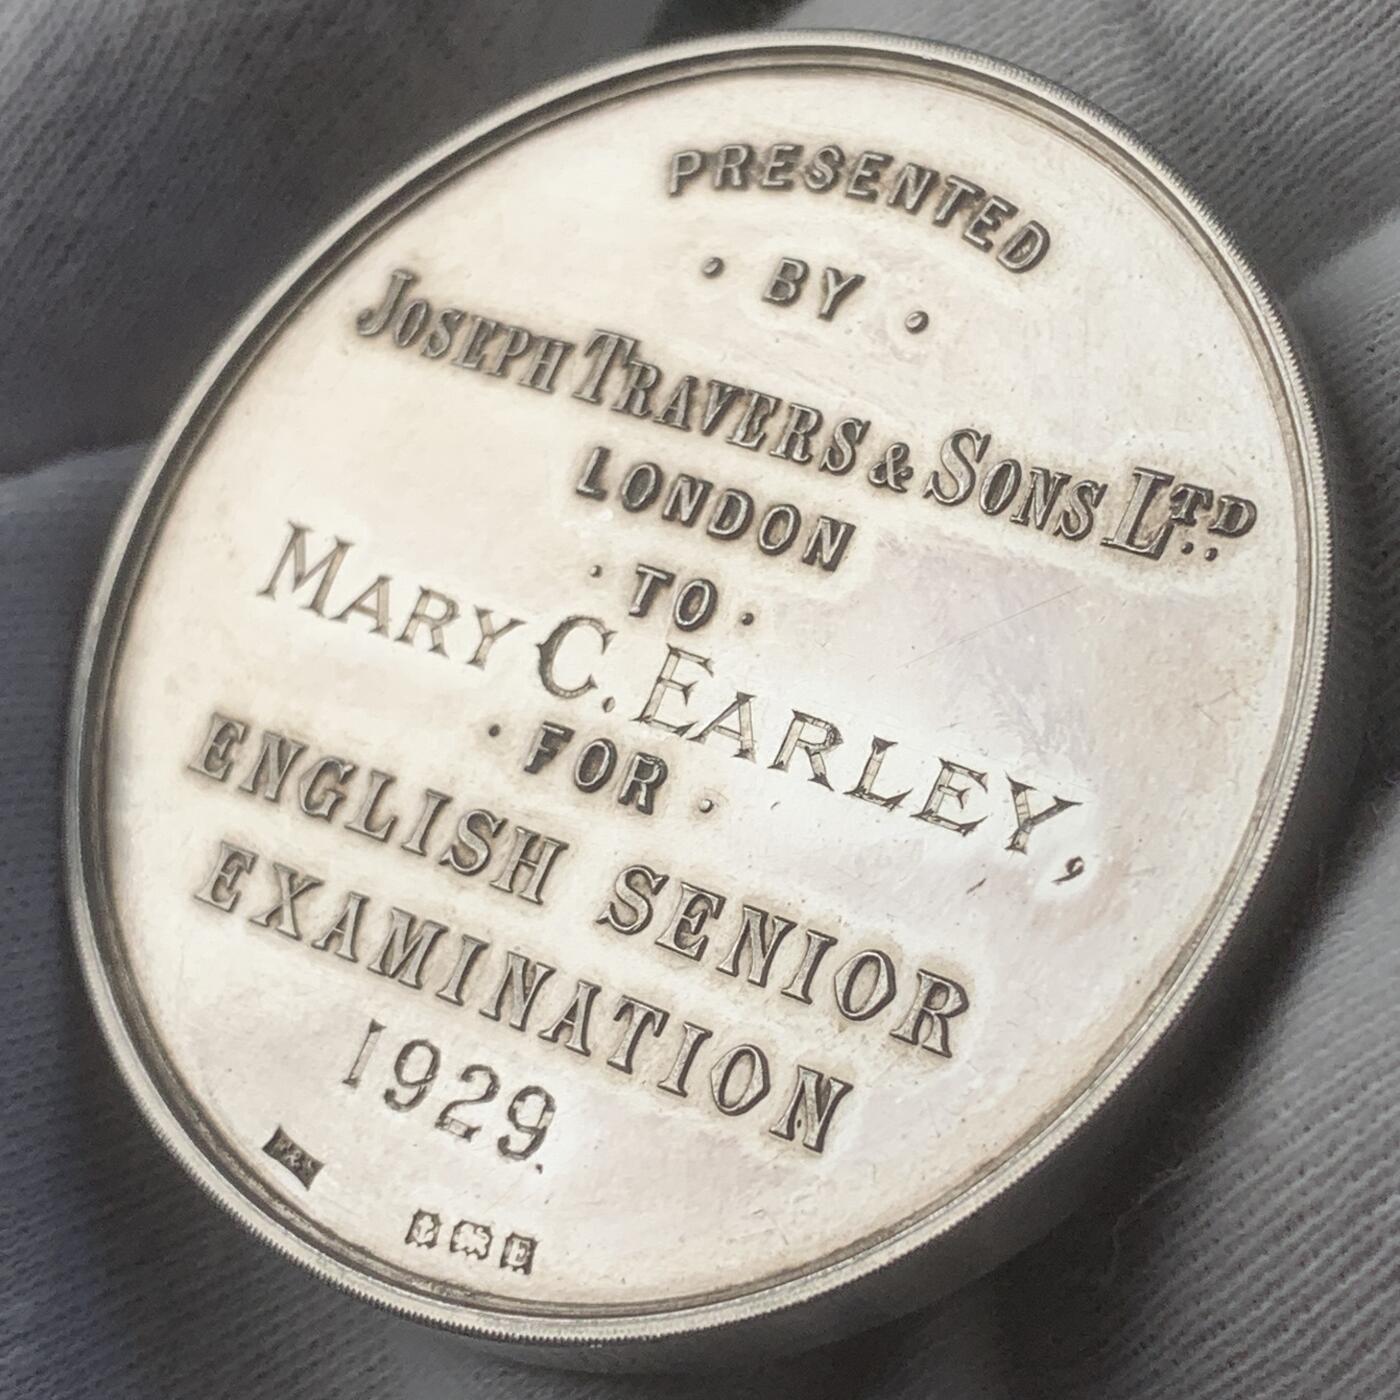 PRESENTED
· BY ·
JOSEPH TRAVERS & SONS LTD.
LONDON
· TO ·
MARY C. EARLEY,
· FOR ·
ENGLISH SENIOR
EXAMINATION
1929.
E